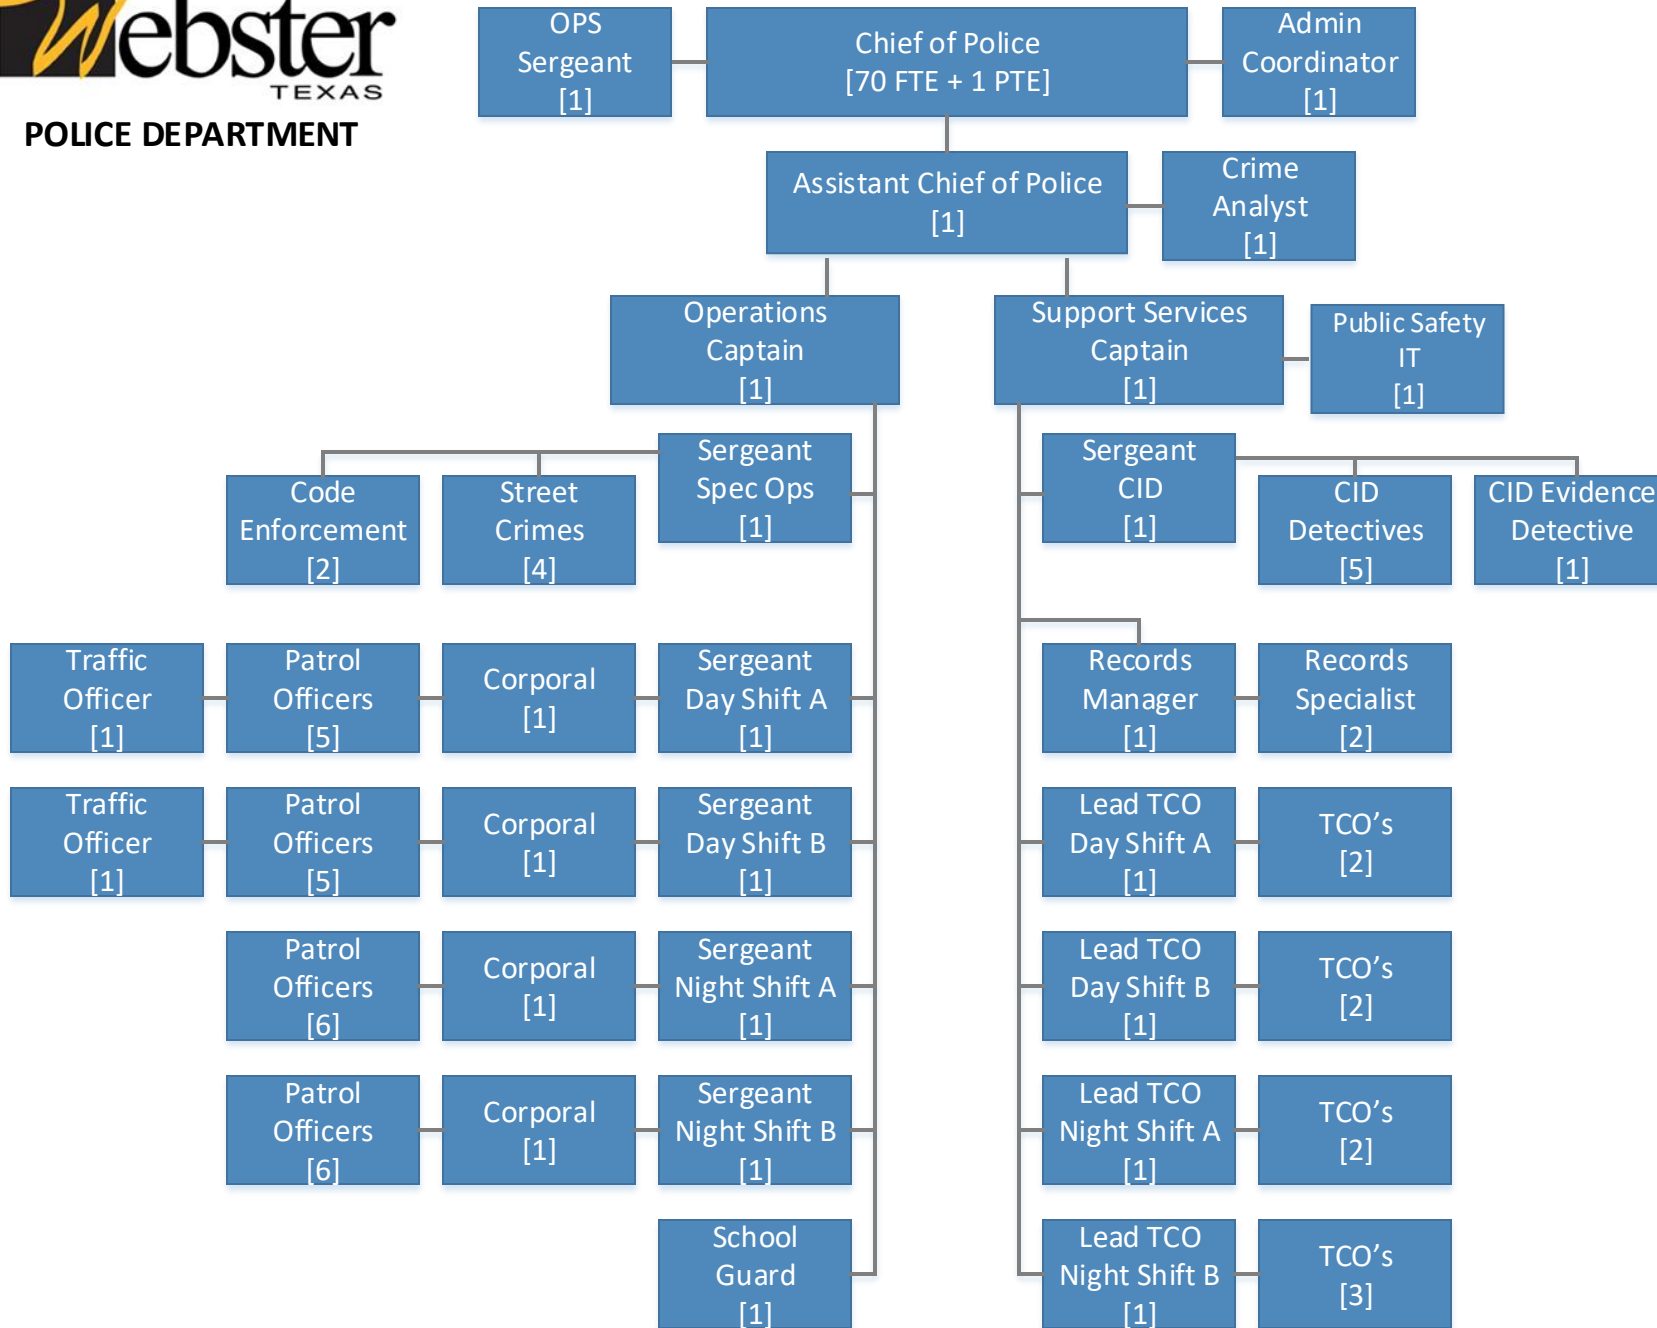 Webster
TEXAS
POLICE DEPARTMENT
OPS
Sergeant
[1]
Chief of Police
[70 FTE + 1 PTE]
Admin
Coordinator
[1]
Assistant Chief of Police
[1]
Crime
Analyst
[1]
Operations
Captain
[1]
Support Services
Captain
[1]
Public Safety
IT
[1]
Code
Enforcement
[2]
Street
Crimes
[4]
Sergeant
Spec Ops
[1]
Sergeant
CID
[1]
CID
Detectives
[5]
CID Evidence
Detective
[1]
Traffic
Officer
[1]
Patrol
Officers
[5]
Corporal
[1]
Sergeant
Day Shift A
[1]
Records
Manager
[1]
Records
Specialist
[2]
Traffic
Officer
[1]
Patrol
Officers
[5]
Corporal
[1]
Sergeant
Day Shift B
[1]
Lead TCO
Day Shift A
[1]
TCO’s
[2]
Patrol
Officers
[6]
Corporal
[1]
Sergeant
Night Shift A
[1]
Lead TCO
Day Shift B
[1]
TCO’s
[2]
Patrol
Officers
[6]
Corporal
[1]
Sergeant
Night Shift B
[1]
Lead TCO
Night Shift A
[1]
TCO’s
[2]
School
Guard
[1]
Lead TCO
Night Shift B
[1]
TCO’s
[3]